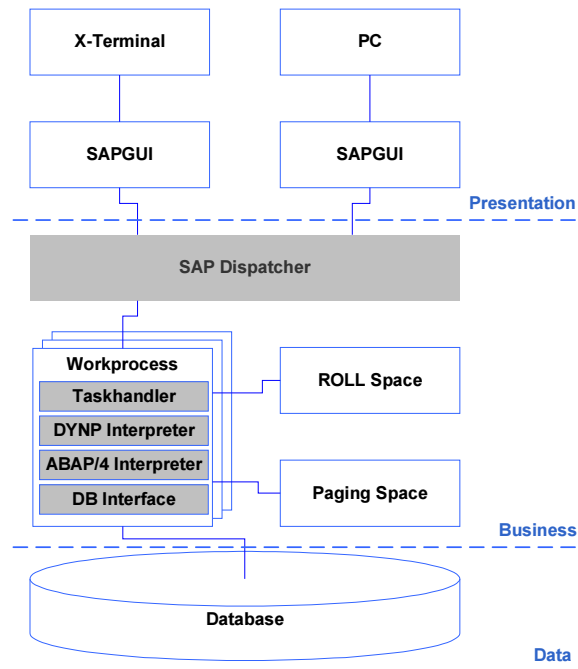 X-Terminal
PC
SAPGUI
SAPGUI
Presentation
SAP Dispatcher
Workprocess
Taskhandler
DYNP Interpreter
ABAP/4 Interpreter
DB Interface
ROLL Space
Paging Space
Business
Database
Data